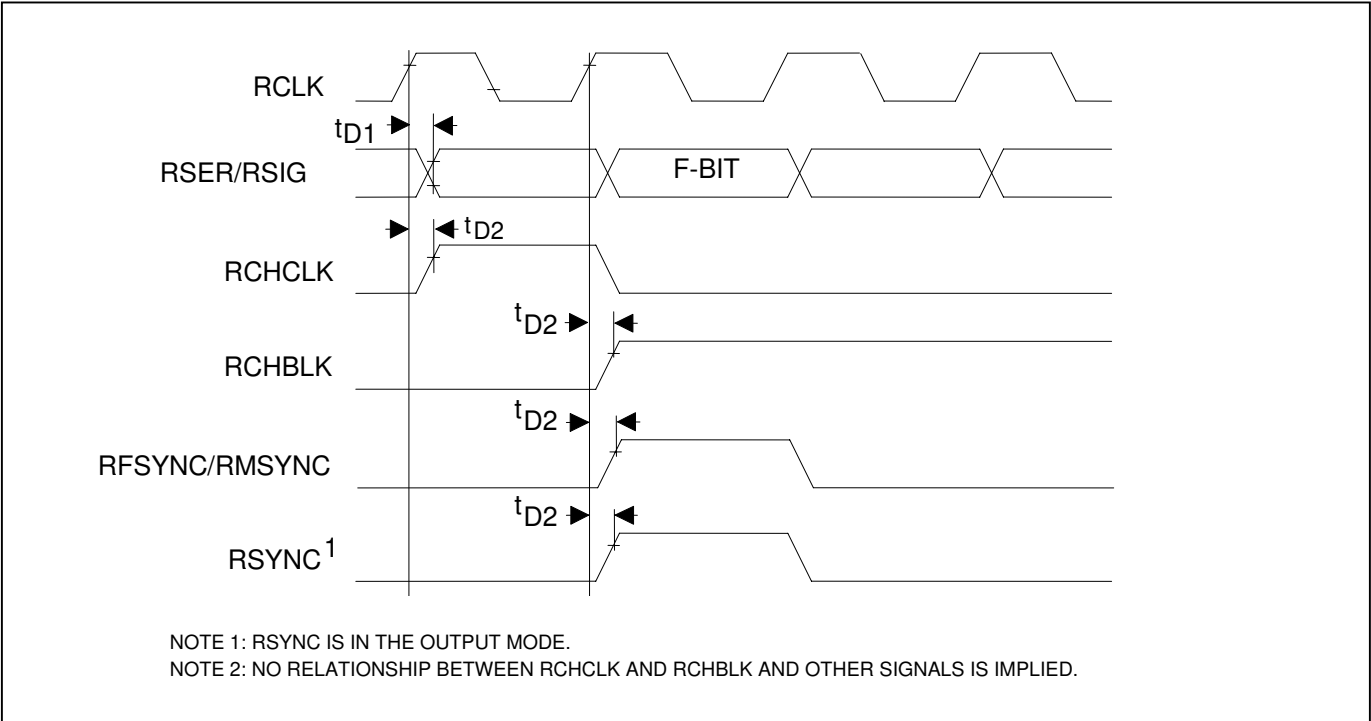 RCLK
tD1
RSER/RSIG
F-BIT
tD2
RCHCLK
tD2
RCHBLK
tD2
RFSYNC/RMSYNC
tD2
RSYNC1
NOTE 1: RSYNC IS IN THE OUTPUT MODE.
NOTE 2: NO RELATIONSHIP BETWEEN RCHCLK AND RCHBLK AND OTHER SIGNALS IS IMPLIED.